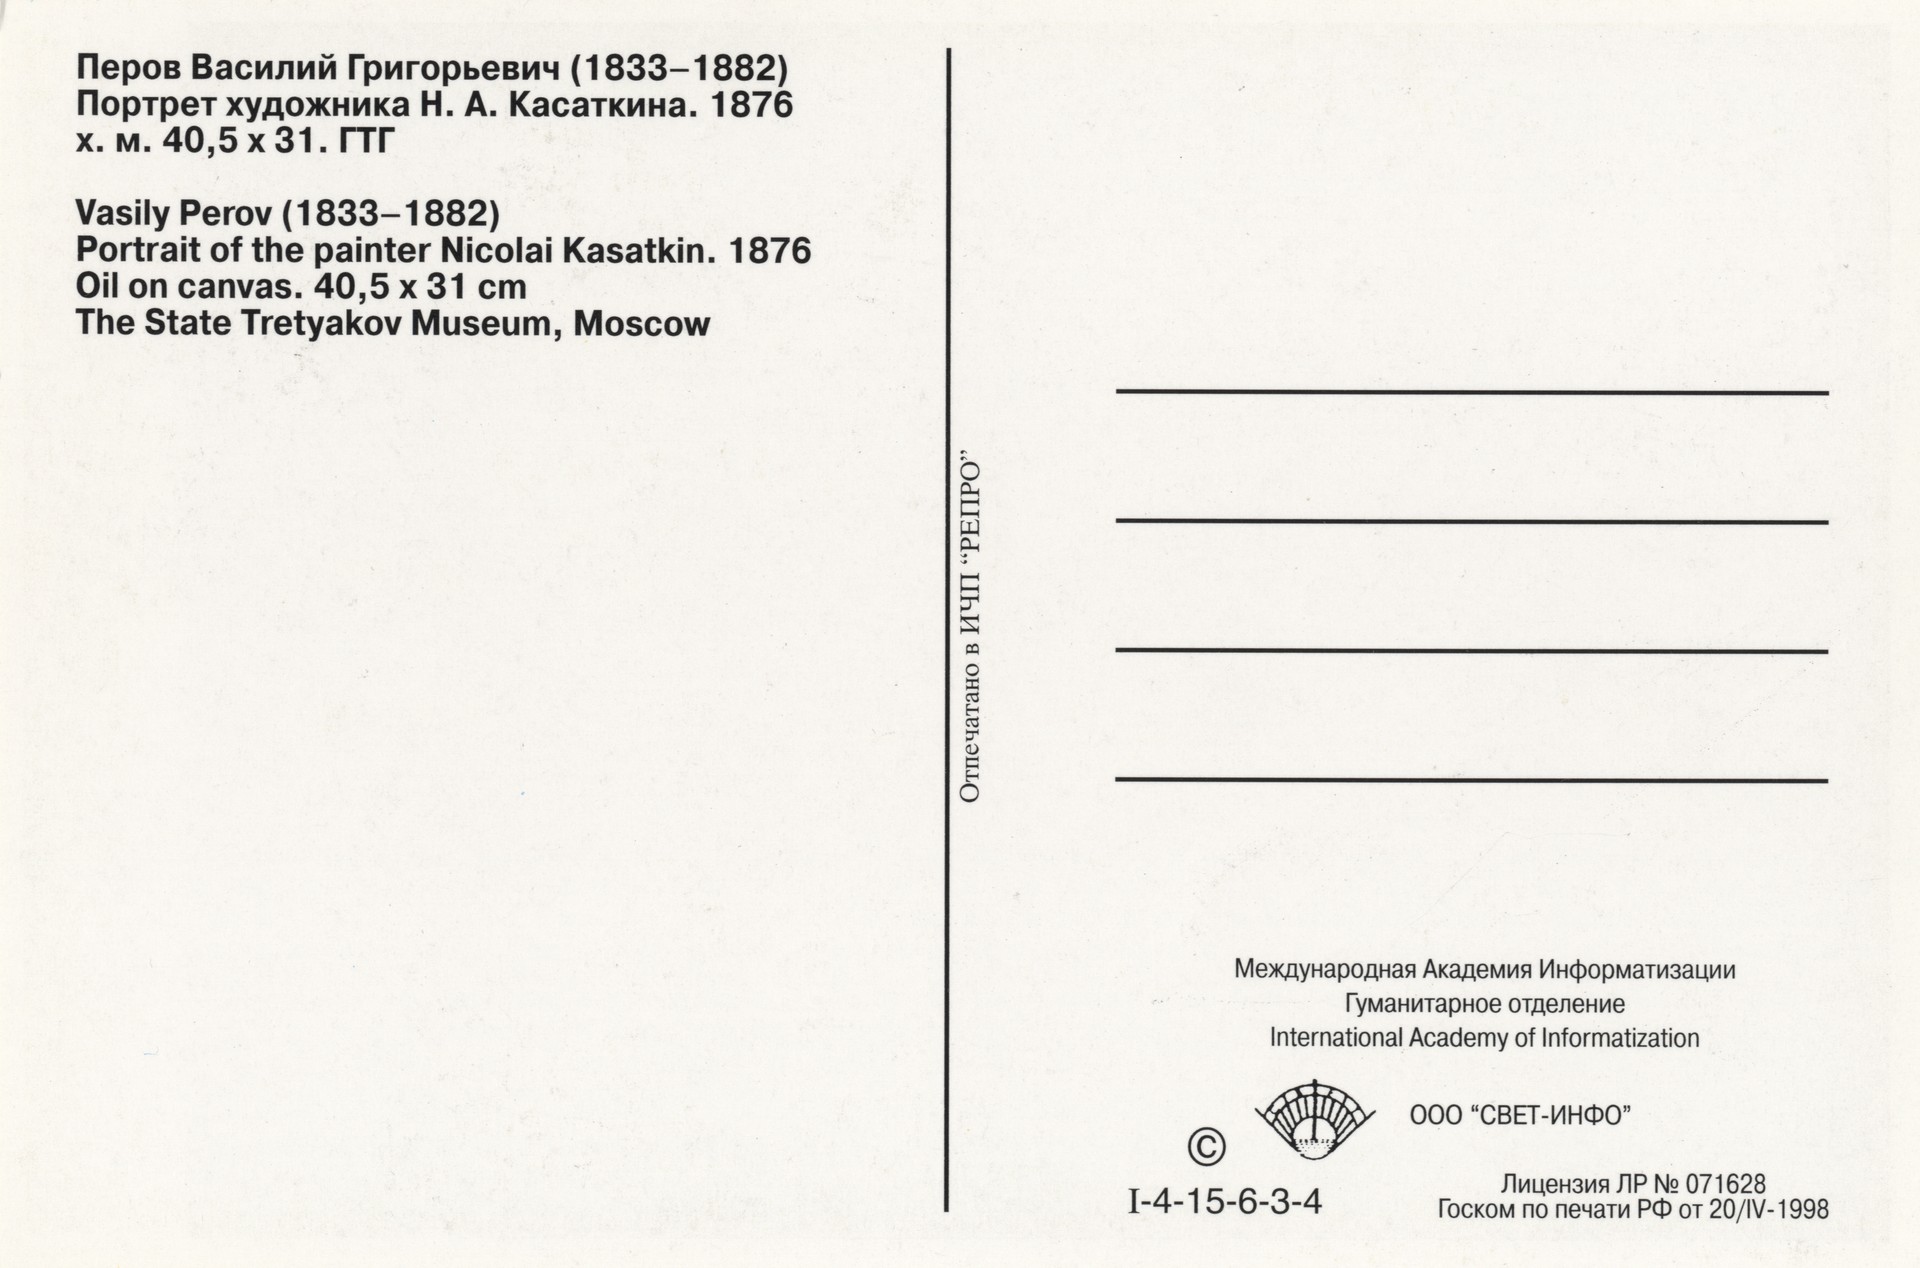 Перов Василий Григорьевич (1833–1882)
Портрет художника Н. А. Касаткина. 1876
х. м. 40,5 х 31. ГТГ
Vasily Perov (1833–1882)
Portrait of the painter Nicolai Kasatkin. 1876
Oil on canvas. 40,5 x 31 cm
The State Tretyakov Museum, Moscow
Отпечатано в ИЧП “РЕПРО”
Международная Академия Информатизации
Гуманитарное отделение
International Academy of Informatization
ООО “СВЕТ-ИНФО”
©
I-4-15-6-3-4
Лицензия ЛР № 071628
Госком по печати РФ от 20/IV-1998